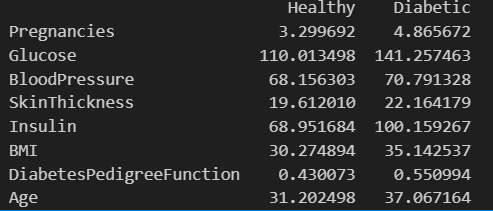 Healthy Diabetic
Pregnancies 3.299692 4.865672
Glucose 110.013498 141.257463
BloodPressure 68.156303 70.791328
SkinThickness 19.612010 22.164179
Insulin 68.951684 100.159267
BMI 30.274894 35.142537
DiabetesPedigreeFunction 0.430073 0.550994
Age 31.202498 37.067164